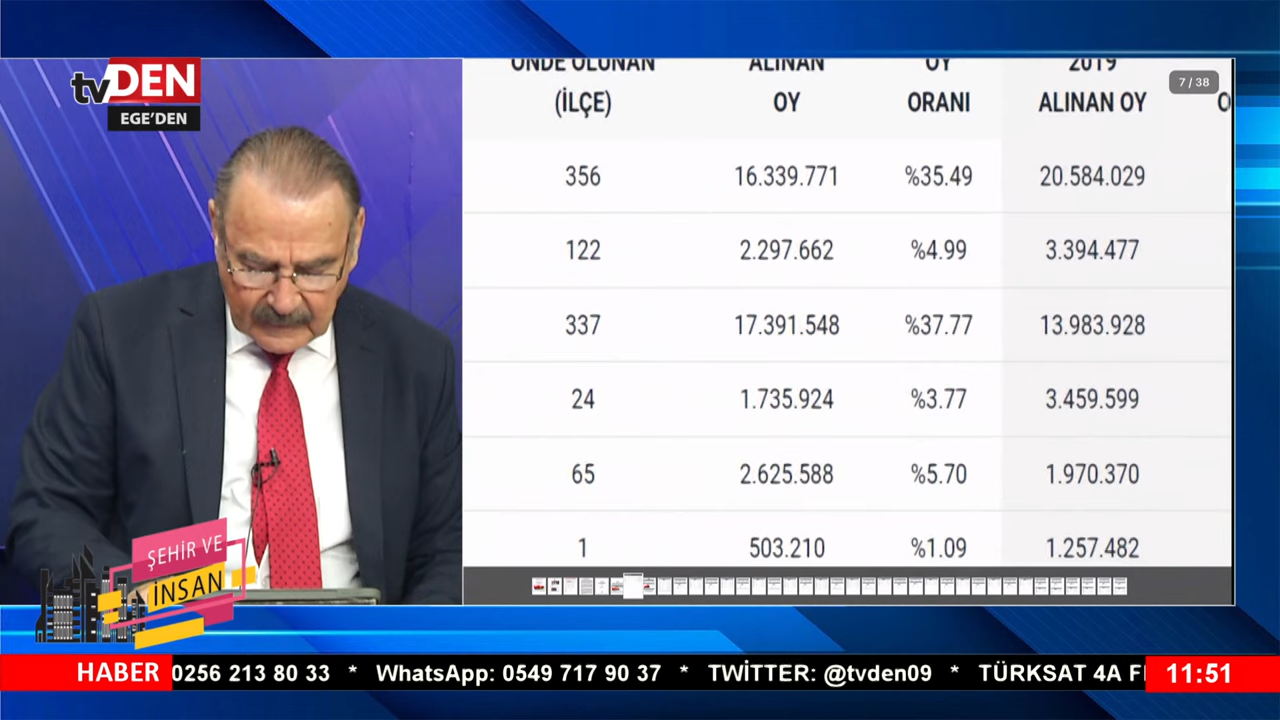 tvDEN
EGE'DEN
ÖNDE OLUNAN ALINAN OY 2019
(İLÇE) OY ORANI ALINAN OY
7 / 38
356 16.339.771 %35.49 20.584.029
122 2.297.662 %4.99 3.394.477
337 17.391.548 %37.77 13.983.928
24 1.735.924 %3.77 3.459.599
65 2.625.588 %5.70 1.970.370
1 503.210 %1.09 1.257.482
ŞEHİR VE
İNSAN
HABER 0256 213 80 33 * WhatsApp: 0549 717 90 37 * TWİTTER: @tvden09 * TÜRKSAT 4A 11:51